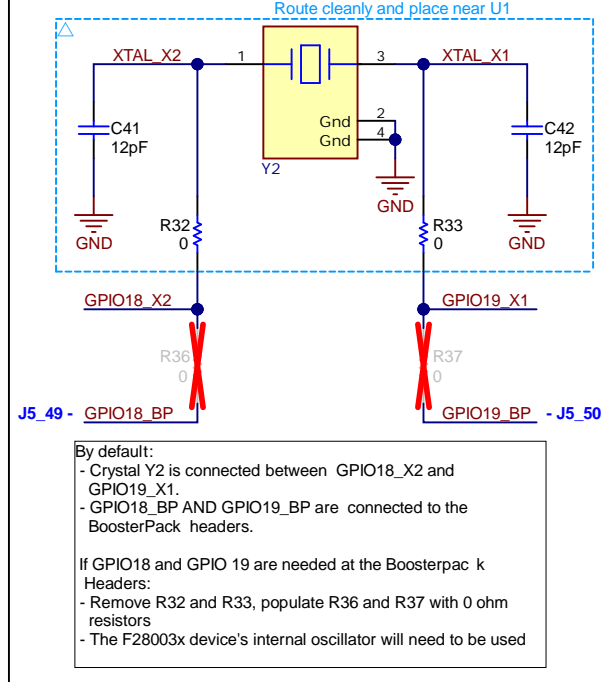 Route cleanly and place near U1
XTAL_X2
1
3
XTAL_X1
C41
12pF
Gnd
2
Gnd
4
C42
12pF
Y2
GND
GND
R32
0
R33
0
GND
GPIO18_X2
GPIO19_X1
R36
0
R37
0
J5_49 - GPIO18_BP
GPIO19_BP - J5_50
By default:
- Crystal Y2 is connected between GPIO18_X2 and
GPIO19_X1.
- GPIO18_BP AND GPIO19_BP are connected to the
BoosterPack headers.
If GPIO18 and GPIO 19 are needed at the Boosterpac k
Headers:
- Remove R32 and R33, populate R36 and R37 with 0 ohm
resistors
- The F28003x device's internal oscillator will need to be used